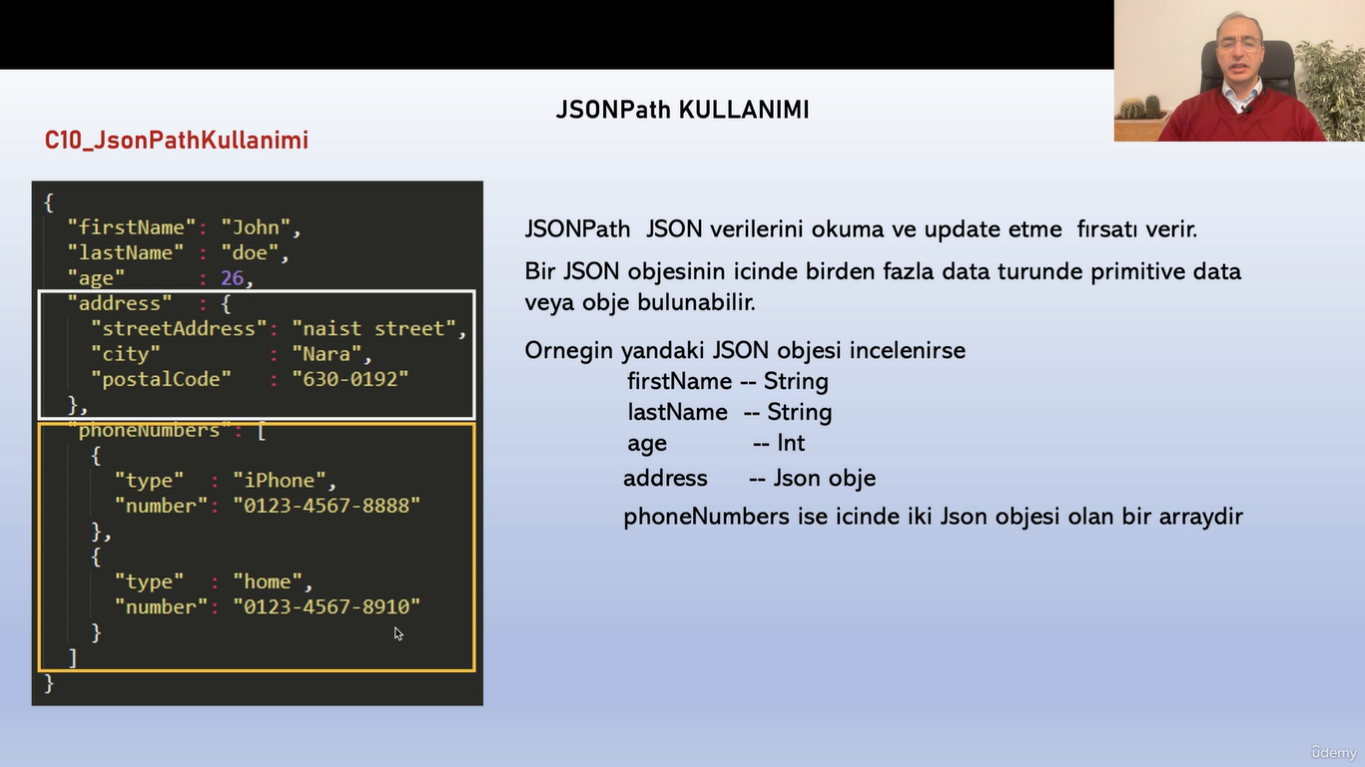 JSONPath KULLANIMI
C10_JsonPathKullanimi
{
"firstName": "John",
"lastName" : "doe",
"age" : 26,
"address" : {
"streetAddress": "naist street",
"city" : "Nara",
"postalCode" : "630-0192"
},
"phoneNumbers": [
{
"type" : "iPhone",
"number": "0123-4567-8888"
},
{
"type" : "home",
"number": "0123-4567-8910"
}
]
}
JSONPath JSON verilerini okuma ve update etme fırsatı verir.
Bir JSON objesinin icinde birden fazla data turunde primitive data
veya obje bulunabilir.
Ornegin yandaki JSON objesi incelenirse
firstName -- String
lastName -- String
age -- Int
address -- Json obje
phoneNumbers ise icinde iki Json objesi olan bir arraydir
ûdemy